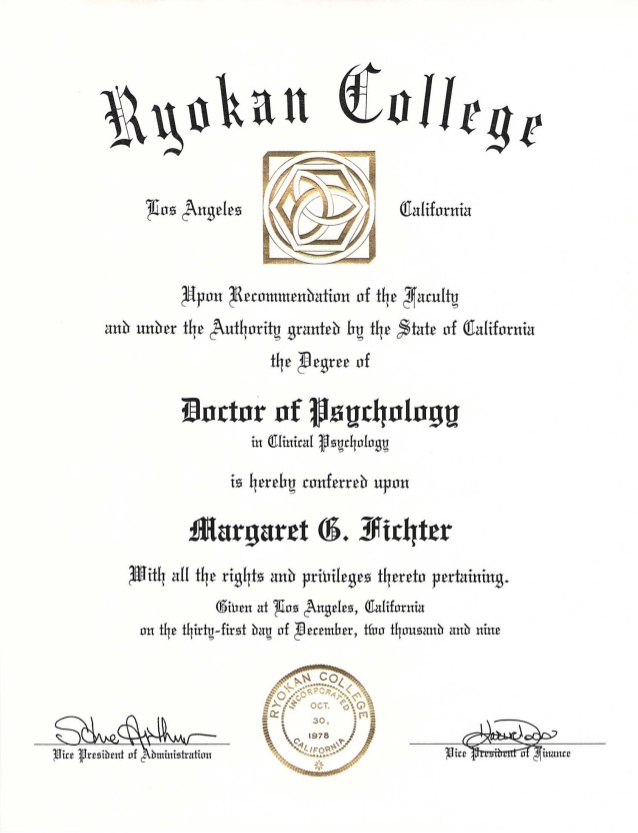 Ryokan College
Los Angeles California
Upon Recommendation of the Faculty
and under the Authority granted by the State of California
the Degree of
Doctor of Psychology
in Clinical Psychology
is hereby conferred upon
Margaret G. Fichter
With all the rights and privileges thereto pertaining.
Given at Los Angeles, California
on the thirty-first day of December, two thousand and nine
RYOKAN COLLEGE
INCORPORATED
OCT.
30,
1978
CALIFORNIA
Vice President of Administration
Vice President of Finance